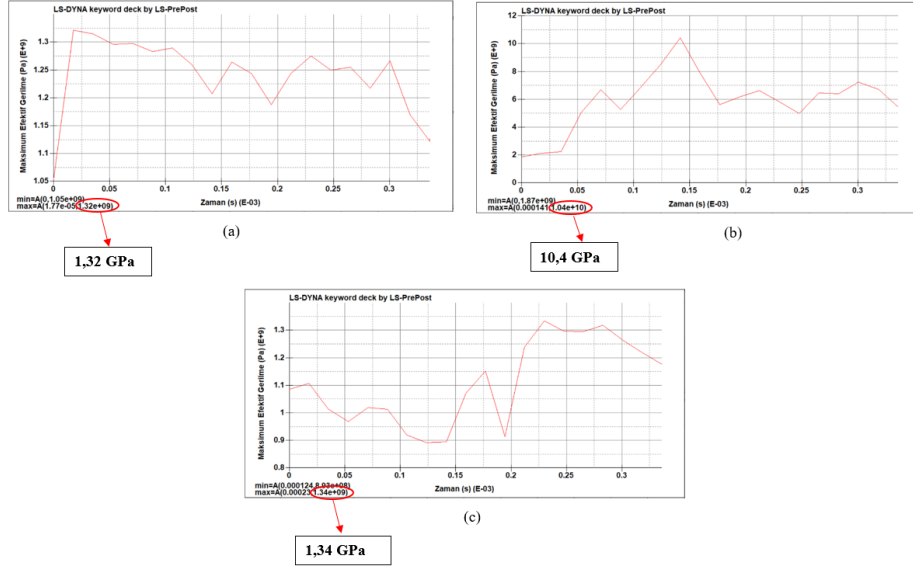 LS-DYNA keyword deck by LS-PrePost
Maksimum Efektif Gerilme (Pa) (E+9)
1.3
1.25
1.2
1.15
1.1
1.05
0
0.05
0.1
0.15
0.2
0.25
0.3
min=A(0,1.05e+09)
max=A(1.77e-05,1.32e+09)
Zaman (s) (E-03)
(a)
1,32 GPa
LS-DYNA keyword deck by LS-PrePost
Maksimum Efektif Gerilme (Pa) (E+9)
12
10
8
6
4
2
0
0
0.05
0.1
0.15
0.2
0.25
0.3
min=A(0,1.87e+09)
max=A(0.000141,1.04e+10)
Zaman (s) (E-03)
(b)
10,4 GPa
LS-DYNA keyword deck by LS-PrePost
Maksimum Efektif Gerilme (Pa) (E+9)
1.3
1.2
1.1
1
0.9
0.8
0
0.05
0.1
0.15
0.2
0.25
0.3
min=A(0.000124,8.93e+08)
max=A(0.00023,1.34e+09)
Zaman (s) (E-03)
(c)
1,34 GPa